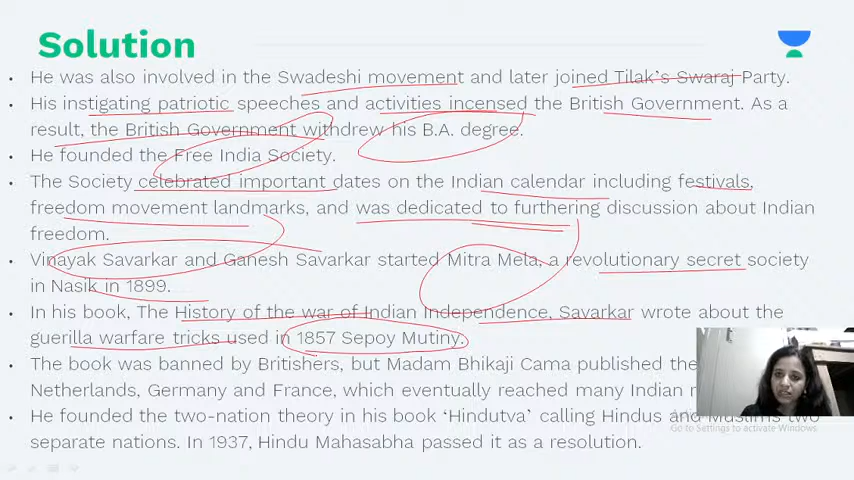 Solution
• He was also involved in the Swadeshi movement and later joined Tilak's Swaraj Party.
• His instigating patriotic speeches and activities incensed the British Government. As a
result, the British Government withdrew his B.A. degree.
• He founded the Free India Society.
• The Society celebrated important dates on the Indian calendar including festivals,
freedom movement landmarks, and was dedicated to furthering discussion about Indian
freedom.
• Vinayak Savarkar and Ganesh Savarkar started Mitra Mela, a revolutionary secret society
in Nasik in 1899.
• In his book, The History of the war of Indian Independence, Savarkar wrote about the
guerilla warfare tricks used in 1857 Sepoy Mutiny.
• The book was banned by Britishers, but Madam Bhikaji Cama published the
Netherlands, Germany and France, which eventually reached many Indian
• He founded the two-nation theory in his book 'Hindutva' calling Hindus and Muslims two
separate nations. In 1937, Hindu Mahasabha passed it as a resolution.
Go to Settings to activate Windows.